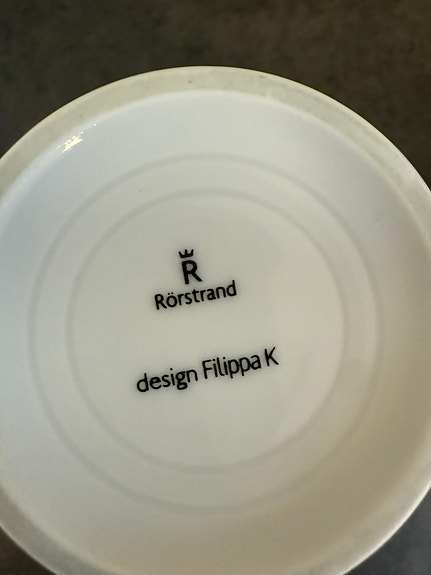 R
Rörstrand
design Filippa K